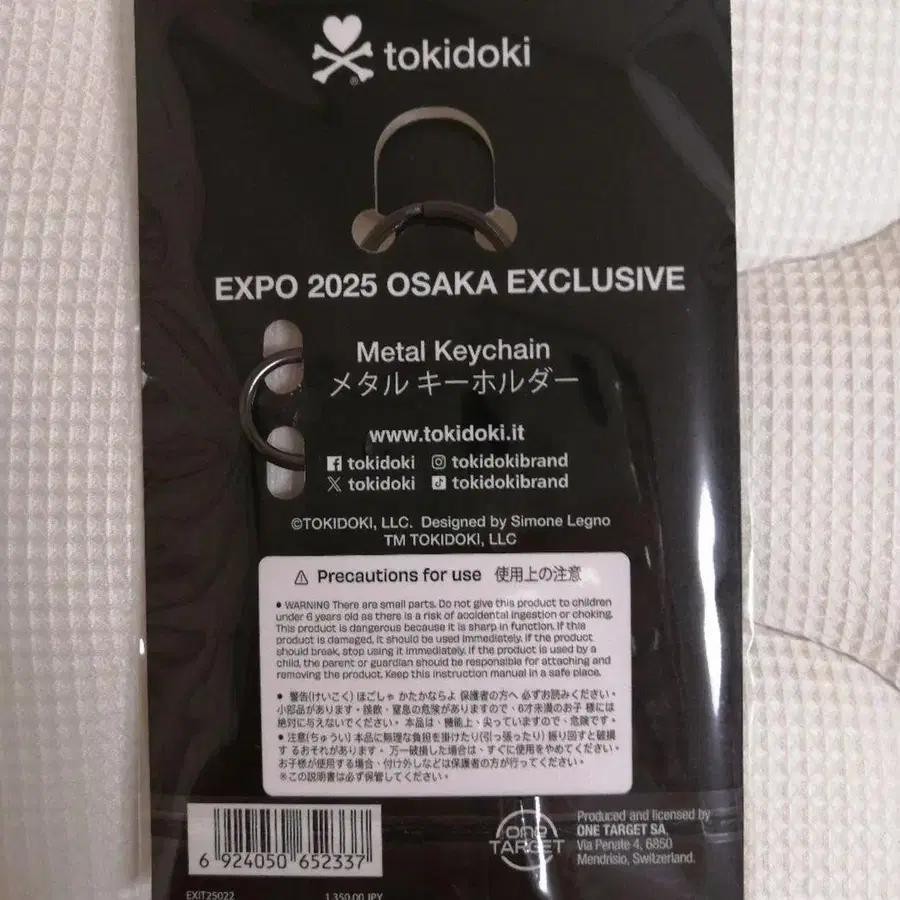 tokidoki
EXPO 2025 OSAKA EXCLUSIVE
Metal Keychain
メタル キーホルダー
www.tokidoki.it
tokidoki tokidokibrand
tokidoki tokidokibrand
©TOKIDOKI, LLC. Designed by Simone Legno
TM TOKIDOKI, LLC
⚠ Precautions for use 使用上の注意
● WARNING There are small parts. Do not give this product to children
under 6 years old as there is a risk of accidental ingestion or choking.
This product is dangerous because it is sharp in function. If this
product is damaged, it should be used immediately. If the product
should break, stop using it immediately. If the product is used by a
child, the parent or guardian should be responsible for attaching and
removing the product. Keep this instruction manual in a safe place.
● 警告(けいこく) ほごしゃ かたかならよ 保護者の方へ 必ずお読みください。
小部品があります。誤飲、窒息の危険がありますので、6才未満のお子 様には
絶対に与えないでください。 本品は、機能上、尖っていますので、危険です。
● 注意(ちゅうい) 本品に無理な負担を掛けたり(引っ張ったり) 振り回すと破損
す るおそれがあります。 万一破損した場合は、すぐに使用をやめてください。
お子様が使用する場合、付け外しなどは保護者の方が行ってください。
※この説明書は必ず保管してください。
6 924050 652337
EXIT25022 1,350.00 JPY
one
TARGET
Produced and licensed by
ONE TARGET SA,
Via Penate 4, 6850
Mendrisio, Switzerland.